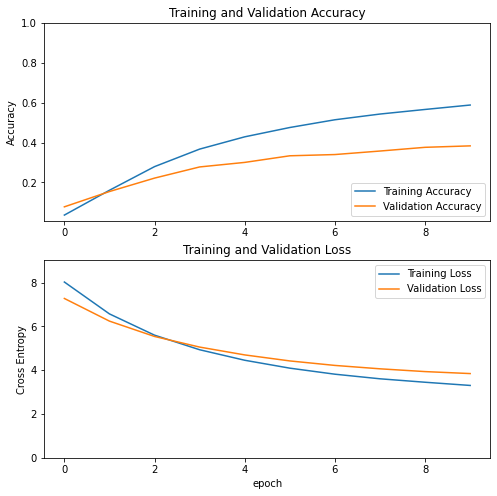 Training and Validation Accuracy
1.0
0.8
0.6
0.4
0.2
Accuracy
Training Accuracy
Validation Accuracy
0 2 4 6 8
Training and Validation Loss
8
6
4
2
0
Cross Entropy
Training Loss
Validation Loss
0 2 4 6 8
epoch